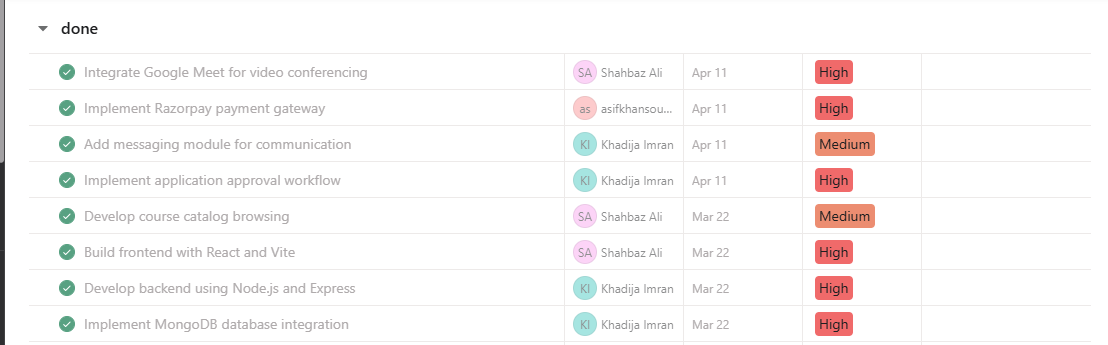 done
Integrate Google Meet for video conferencing SA Shahbaz Ali Apr 11 High
Implement Razorpay payment gateway as asifkhansou... Apr 11 High
Add messaging module for communication KI Khadija Imran Apr 11 Medium
Implement application approval workflow KI Khadija Imran Apr 11 High
Develop course catalog browsing SA Shahbaz Ali Mar 22 Medium
Build frontend with React and Vite SA Shahbaz Ali Mar 22 High
Develop backend using Node.js and Express KI Khadija Imran Mar 22 High
Implement MongoDB database integration KI Khadija Imran Mar 22 High